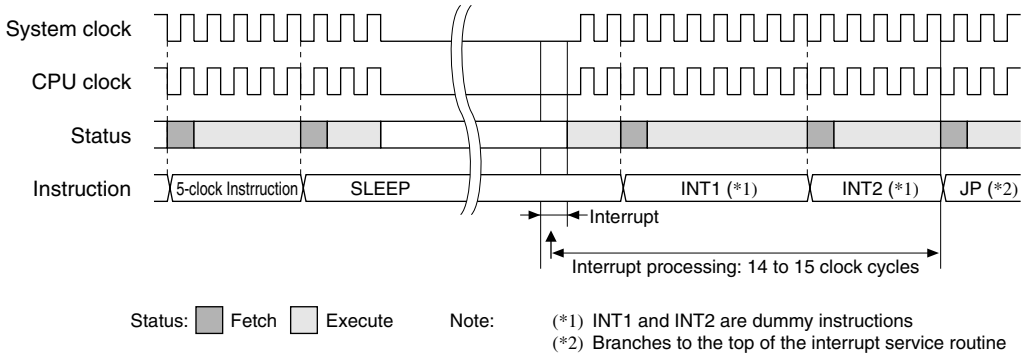 System clock
CPU clock
Status
Instruction
5-clock Instrruction
SLEEP
INT1 (*1)
INT2 (*1)
JP (*2)
Interrupt
Interrupt processing: 14 to 15 clock cycles
Status: Fetch Execute Note: (*1) INT1 and INT2 are dummy instructions
(*2) Branches to the top of the interrupt service routine